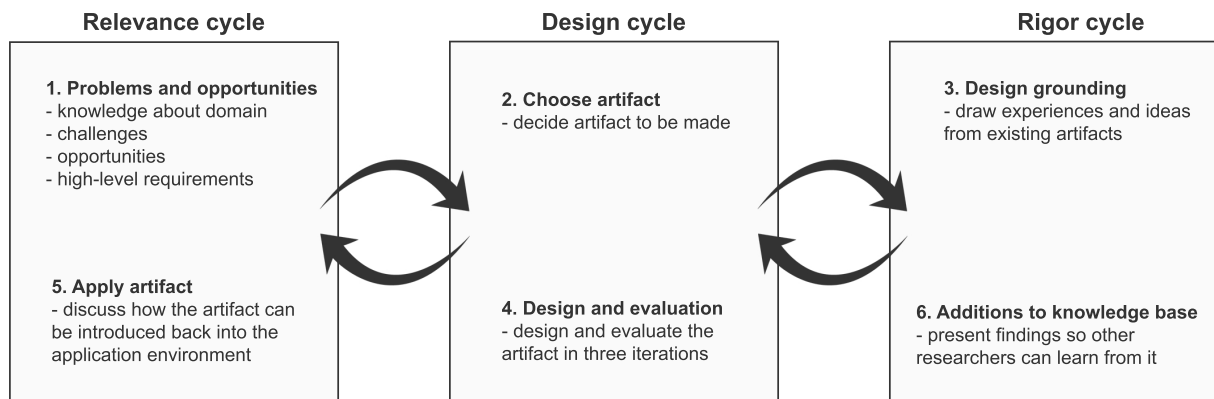 Relevance cycle
1. Problems and opportunities
- knowledge about domain
- challenges
- opportunities
- high-level requirements
5. Apply artifact
- discuss how the artifact can
be introduced back into the
application environment
Design cycle
2. Choose artifact
- decide artifact to be made
4. Design and evaluation
- design and evaluate the
artifact in three iterations
Rigor cycle
3. Design grounding
- draw experiences and ideas
from existing artifacts
6. Additions to knowledge base
- present findings so other
researchers can learn from it